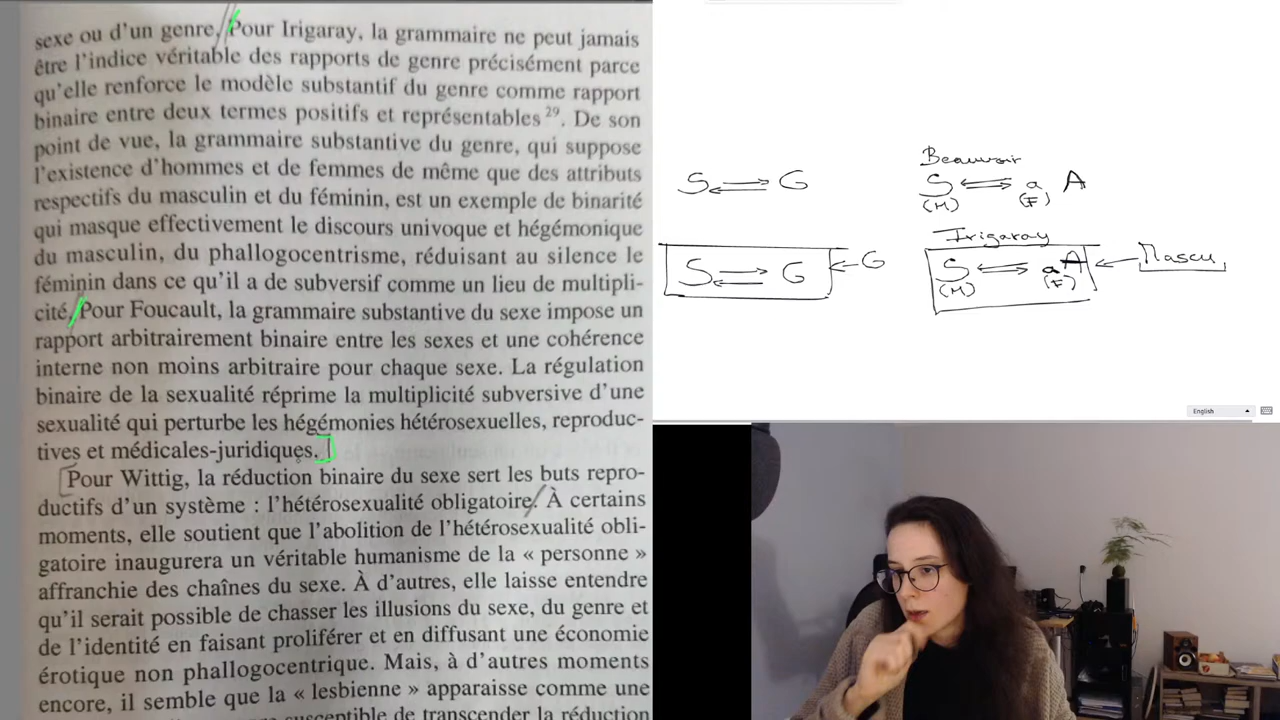 sexe ou d'un genre. Pour Irigaray, la grammaire ne peut jamais
être l'indice véritable des rapports de genre précisément parce
qu'elle renforce le modèle substantif du genre comme rapport
binaire entre deux termes positifs et représentables 29. De son
point de vue, la grammaire substantive du genre, qui suppose
l'existence d'hommes et de femmes de même que des attributs
respectifs du masculin et du féminin, est un exemple de binarité
qui masque effectivement le discours univoque et hégémonique
du masculin, du phallogocentrisme, réduisant au silence le
féminin dans ce qu'il a de subversif comme un lieu de multipli-
cité. Pour Foucault, la grammaire substantive du sexe impose un
rapport arbitrairement binaire entre les sexes et une cohérence
interne non moins arbitraire pour chaque sexe. La régulation
binaire de la sexualité réprime la multiplicité subversive d'une
sexualité qui perturbe les hégémonies hétérosexuelles, reproduc-
tives et médicales-juridiques.
Pour Wittig, la réduction binaire du sexe sert les buts repro-
ductifs d'un système : l'hétérosexualité obligatoire. À certains
moments, elle soutient que l'abolition de l'hétérosexualité obli-
gatoire inaugurera un véritable humanisme de la « personne »
affranchie des chaînes du sexe. À d'autres, elle laisse entendre
qu'il serait possible de chasser les illusions du sexe, du genre et
de l'identité en faisant proliférer et en diffusant une économie
érotique non phallogocentrique. Mais, à d'autres moments
encore, il semble que la « lesbienne » apparaisse comme une
susceptible de transcender la réduction
S ⇄ G
S ⇄ G ← G
Beauvoir
S ⇔ a A
(M) (F)
Irigaray
S ⇔ a A ← Mascu
(M) (F)
English